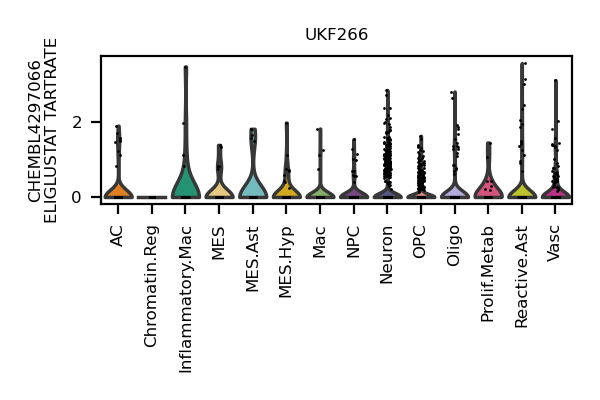 UKF266
CHEMBL4297066
ELIGLUSTAT TARTRATE
2
0
AC
Chromatin.Reg
Inflammatory.Mac
MES
MES.Ast
MES.Hyp
Mac
NPC
Neuron
OPC
Oligo
Prolif.Metab
Reactive.Ast
Vasc